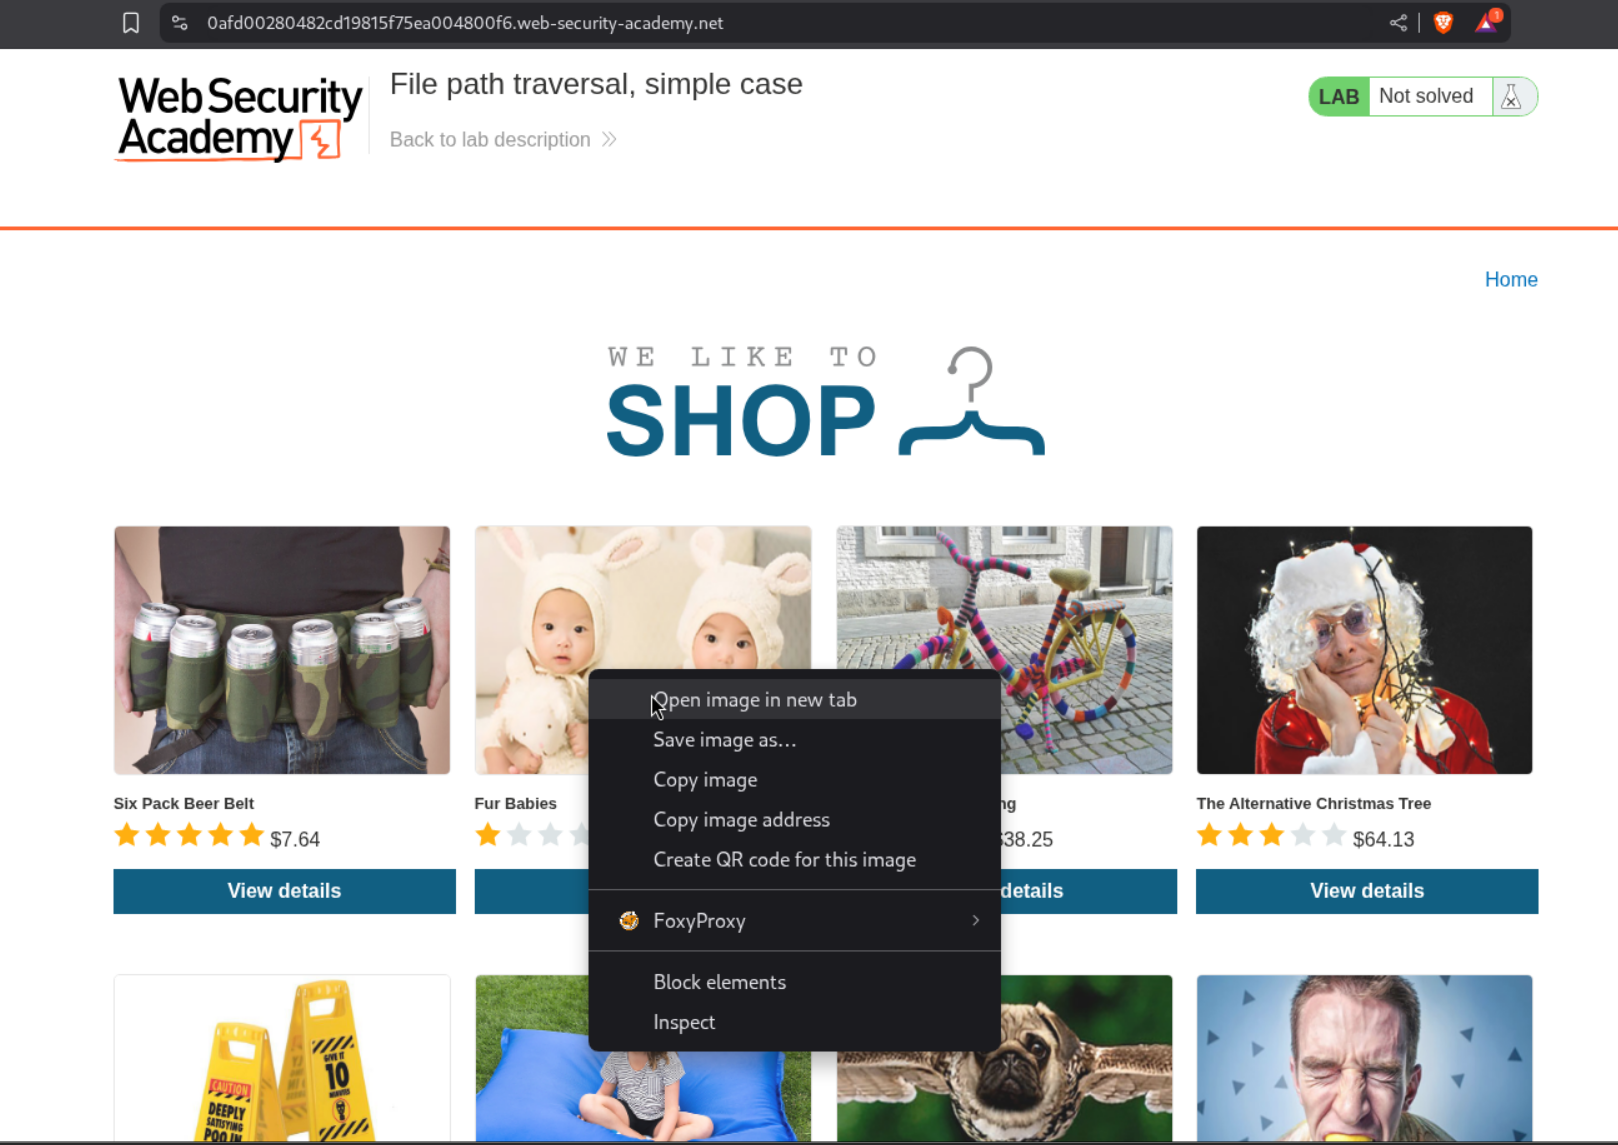 0afd00280482cd19815f75ea004800f6.web-security-academy.net
1
WebSecurity
Academy
File path traversal, simple case
Back to lab description
LAB Not solved
Home
WE LIKE TO
SHOP
Open image in new tab
Save image as...
Copy image
Copy image address
Create QR code for this image
FoxyProxy
Block elements
Inspect
Six Pack Beer Belt
$7.64
View details
Fur Babies
ng
$38.25
details
The Alternative Christmas Tree
$64.13
View details
CAUTION
DEEPLY
SATISFYING
POO IN
GIVE IT
10
MINUTES